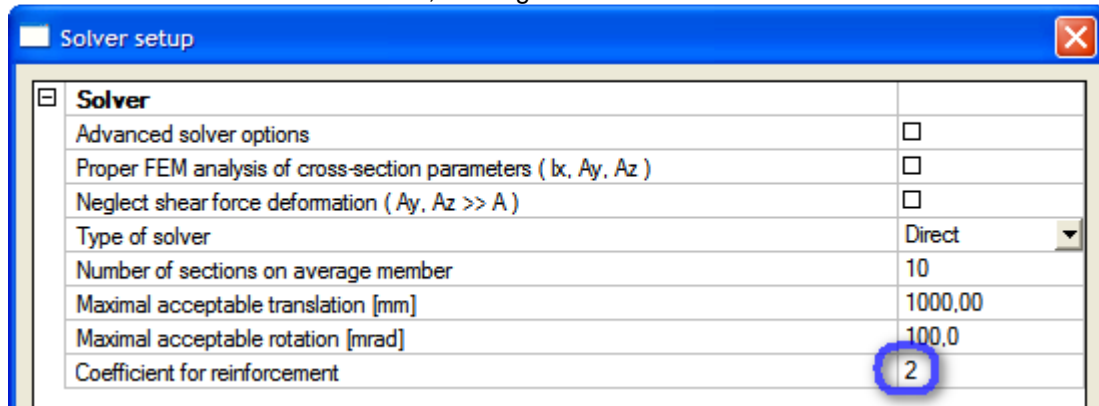 Solver setup
Solver
Advanced solver options
Proper FEM analysis of cross-section parameters ( Ix, Ay, Az )
Neglect shear force deformation ( Ay, Az >> A )
Type of solver Direct
Number of sections on average member 10
Maximal acceptable translation [mm] 1000,00
Maximal acceptable rotation [mrad] 100,0
Coefficient for reinforcement 2